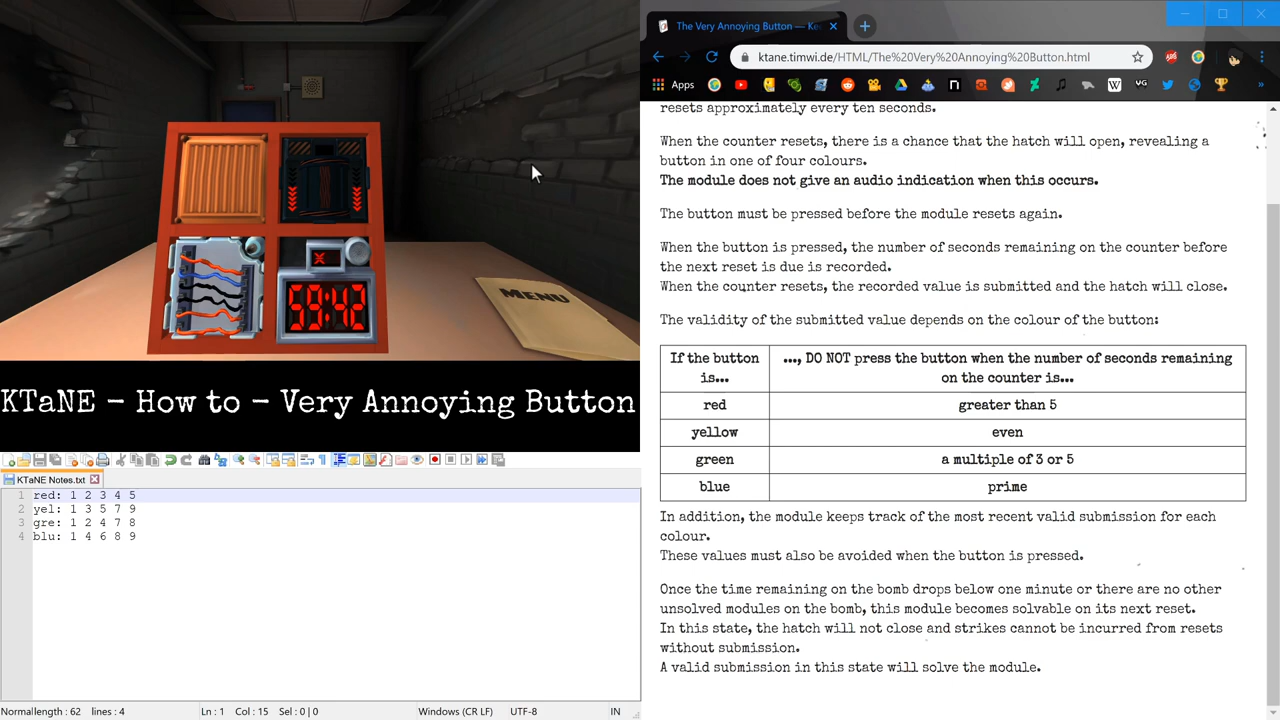 The Very Annoying Button — Ke
ktane.timwi.de/HTML/The%20Very%20Annoying%20Button.html
Apps
resets approximately every ten seconds.
When the counter resets, there is a chance that the hatch will open, revealing a
button in one of four colours.
The module does not give an audio indication when this occurs.
The button must be pressed before the module resets again.
When the button is pressed, the number of seconds remaining on the counter before
the next reset is due is recorded.
When the counter resets, the recorded value is submitted and the hatch will close.
The validity of the submitted value depends on the colour of the button:
If the button is... ..., DO NOT press the button when the number of seconds remaining on the counter is...
red greater than 5
yellow even
green a multiple of 3 or 5
blue prime
In addition, the module keeps track of the most recent valid submission for each
colour.
These values must also be avoided when the button is pressed.
Once the time remaining on the bomb drops below one minute or there are no other
unsolved modules on the bomb, this module becomes solvable on its next reset.
In this state, the hatch will not close and strikes cannot be incurred from resets
without submission.
A valid submission in this state will solve the module.
MENU
X
59:42
KTaNE - How to - Very Annoying Button
KTaNE Notes.txt
1 red: 1 2 3 4 5
2 yel: 1 3 5 7 9
3 gre: 1 2 4 7 8
4 blu: 1 4 6 8 9
Normal length : 62 lines : 4 Ln : 1 Col : 15 Sel : 0 | 0 Windows (CR LF) UTF-8 IN